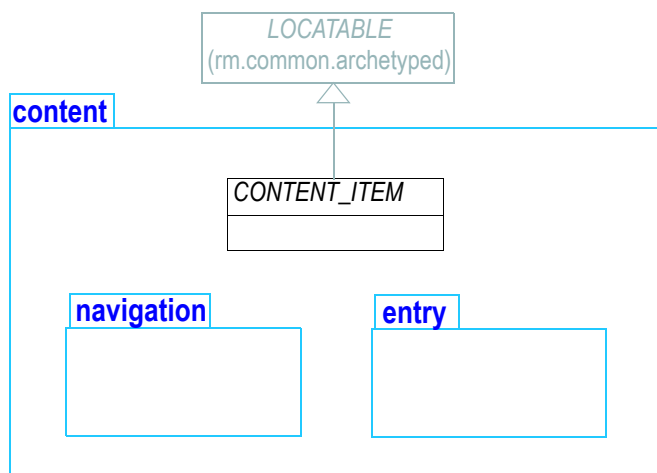 LOCATABLE
(rm.common.archetyped)
content
CONTENT_ITEM
navigation
entry